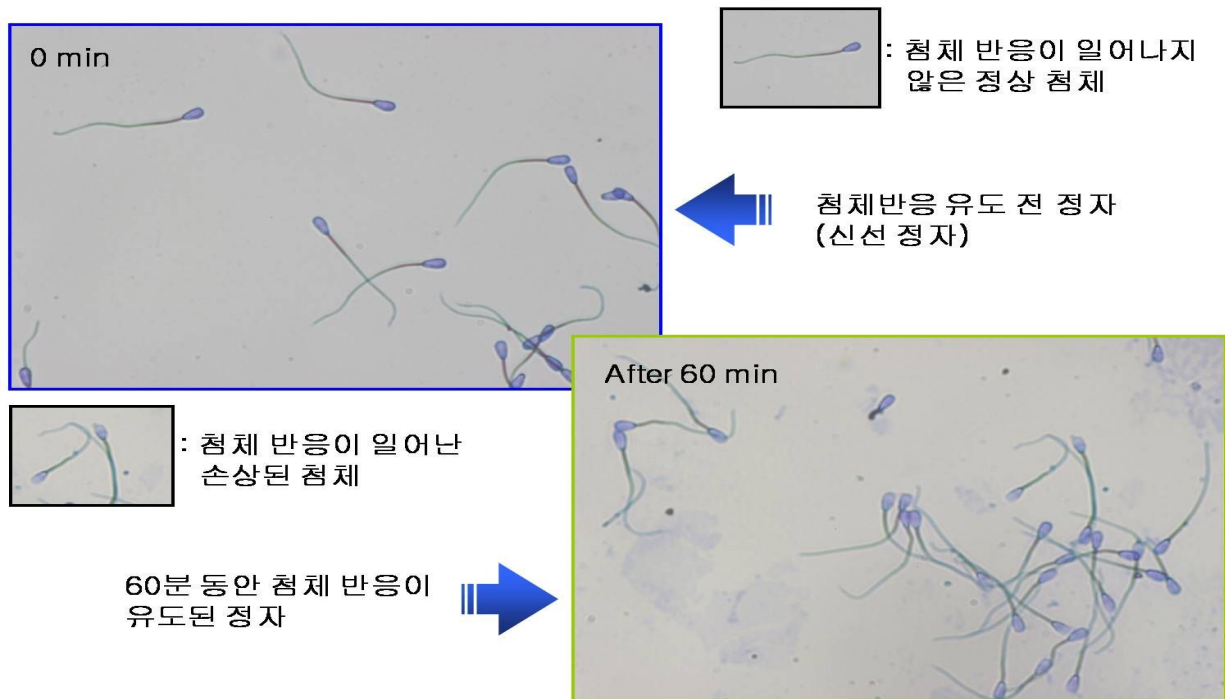 0 min
: 첨체 반응이 일어나지
않은 정상 첨체
첨체반응 유도 전 정자
(신선 정자)
After 60 min
: 첨체 반응이 일어난
손상된 첨체
60분 동안 첨체 반응이
유도된 정자